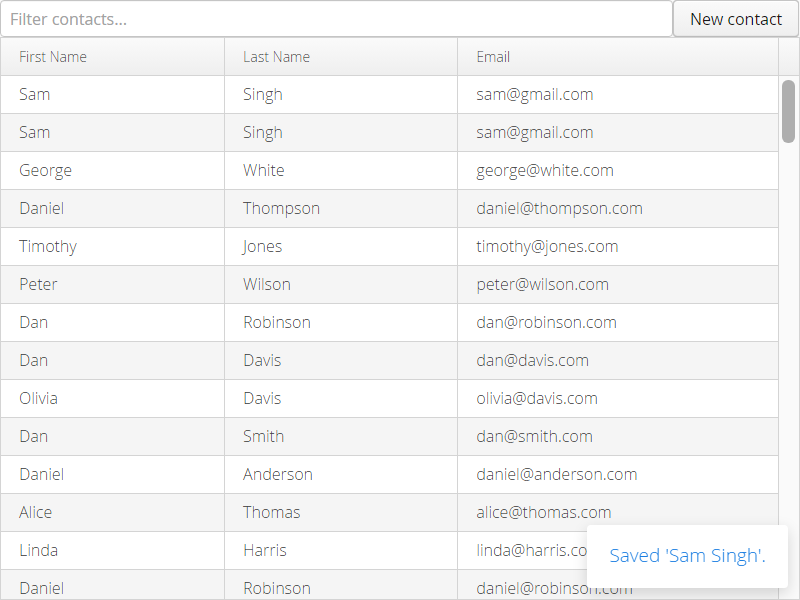 Filter contacts... New contact
First Name Last Name Email
Sam Singh sam@gmail.com
Sam Singh sam@gmail.com
George White george@white.com
Daniel Thompson daniel@thompson.com
Timothy Jones timothy@jones.com
Peter Wilson peter@wilson.com
Dan Robinson dan@robinson.com
Dan Davis dan@davis.com
Olivia Davis olivia@davis.com
Dan Smith dan@smith.com
Daniel Anderson daniel@anderson.com
Alice Thomas alice@thomas.com
Linda Harris linda@harris.co
Saved 'Sam Singh'.
Daniel Robinson daniel@robinson.com